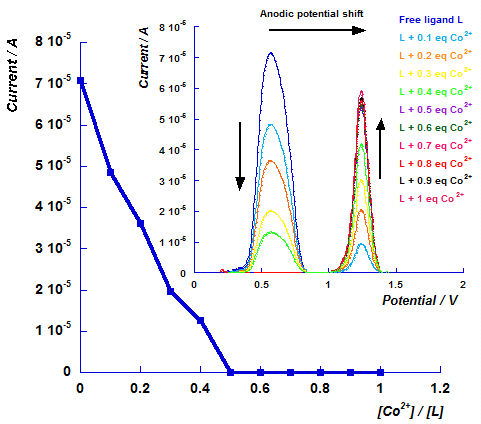 Anodic potential shift
Free ligand L
L + 0.1 eq Co²⁺
L + 0.2 eq Co²⁺
L + 0.3 eq Co²⁺
L + 0.4 eq Co²⁺
L + 0.5 eq Co²⁺
L + 0.6 eq Co²⁺
L + 0.7 eq Co²⁺
L + 0.8 eq Co²⁺
L + 0.9 eq Co²⁺
L + 1 eq Co²⁺
Current / A
8 10⁻⁵
7 10⁻⁵
6 10⁻⁵
5 10⁻⁵
4 10⁻⁵
3 10⁻⁵
2 10⁻⁵
1 10⁻⁵
0
0 0.5 1 1.5 2
Potential / V
Current / A
8 10⁻⁵
7 10⁻⁵
6 10⁻⁵
5 10⁻⁵
4 10⁻⁵
3 10⁻⁵
2 10⁻⁵
1 10⁻⁵
0
0 0.2 0.4 0.6 0.8 1 1.2
[Co²⁺] / [L]